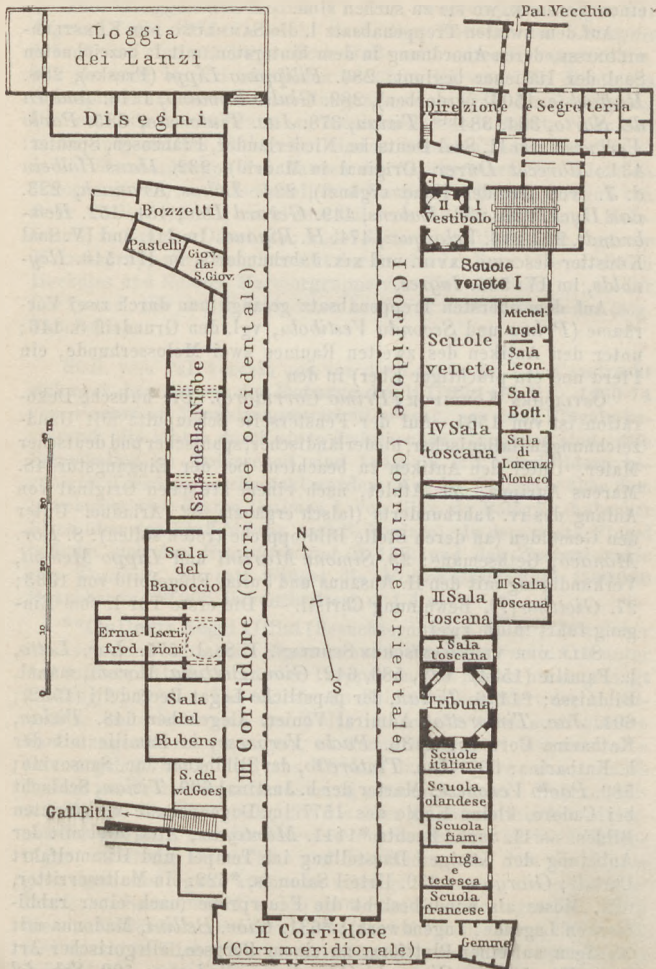 Pal. Vecchio
Loggia
dei Lanzi
Disegni
Direzione e Segreteria
Bozzetti
Pastelli
Giov.
da
S. Giov.
II
I
Vestibolo
Scuole
venete I
Michel-
Angelo
Sala
Leon.
Scuole
venete
Sala
Bott.
IV Sala
toscana
Sala
di
Lorenzo
Monaco
Sala della Niobe
III Corridore (Corridore occidentale)
I Corridore (Corridore orientale)
N
S
m
Sala
del
Baroccio
Erma
frod.
Iscri
zioni
Sala
del
Rubens
S. del
v.d.Goes
Gall.Pitti
III Sala
toscana
II Sala
toscana
I Sala
toscana
Tribuna
Scuole
italiane
Scuola
olandese
Scuola
fiam.
minga
e
tedesca
Scuola
francese
Gemme
II Corridore
(Corr. meridionale)